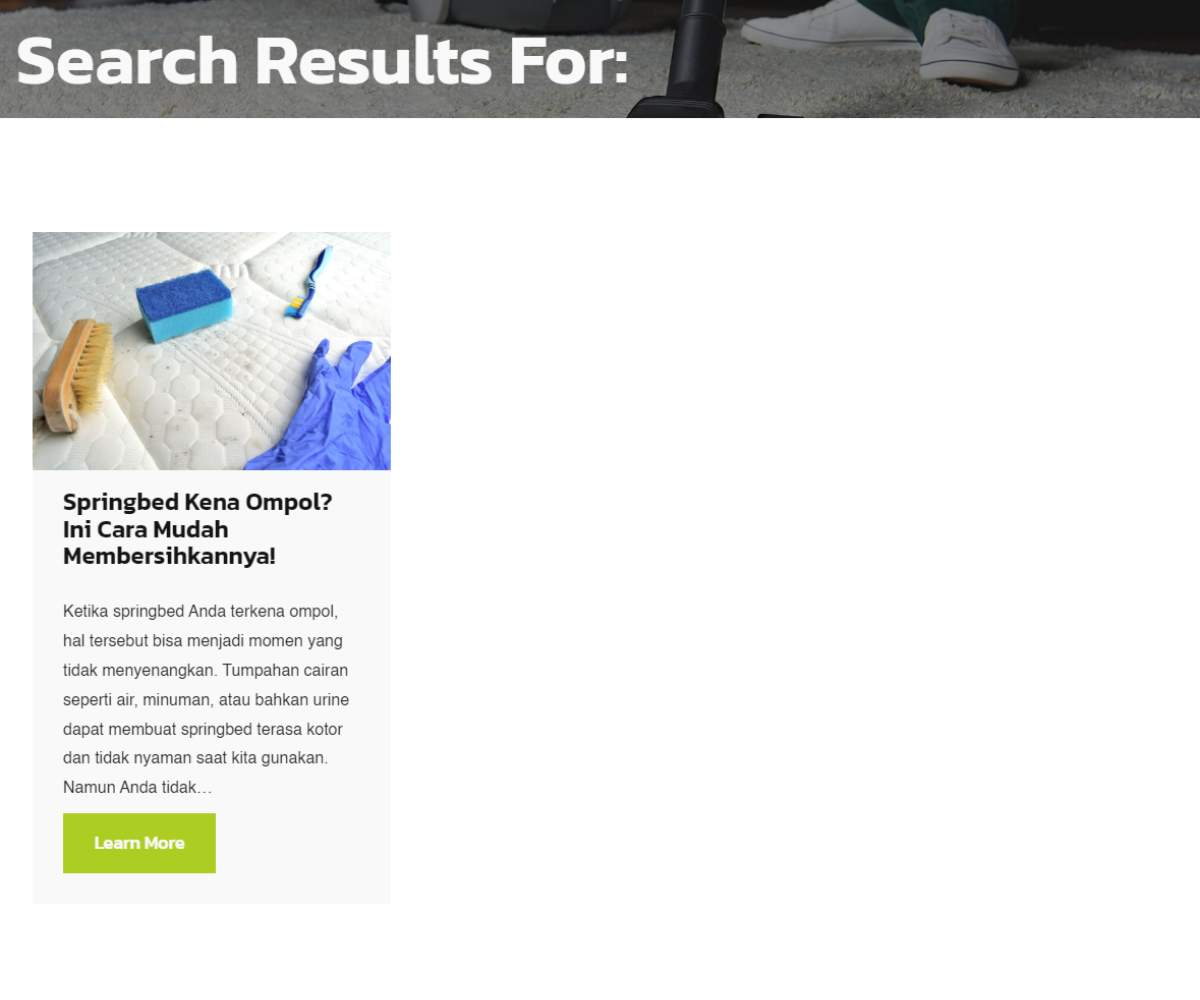 Search Results For:
Springbed Kena Ompol?
Ini Cara Mudah
Membersihkannya!
Ketika springbed Anda terkena ompol,
hal tersebut bisa menjadi momen yang
tidak menyenangkan. Tumpahan cairan
seperti air, minuman, atau bahkan urine
dapat membuat springbed terasa kotor
dan tidak nyaman saat kita gunakan.
Namun Anda tidak…
Learn More